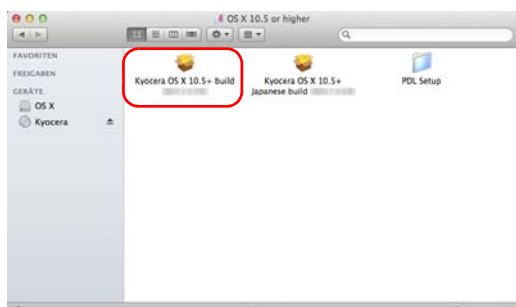 OS X 10.5 or higher
FAVORITEN
FREIGABEN
GERÄTE
OS X
Kyocera
Kyocera OS X 10.5+ build
Kyocera OS X 10.5+
Japanese build
PDL Setup